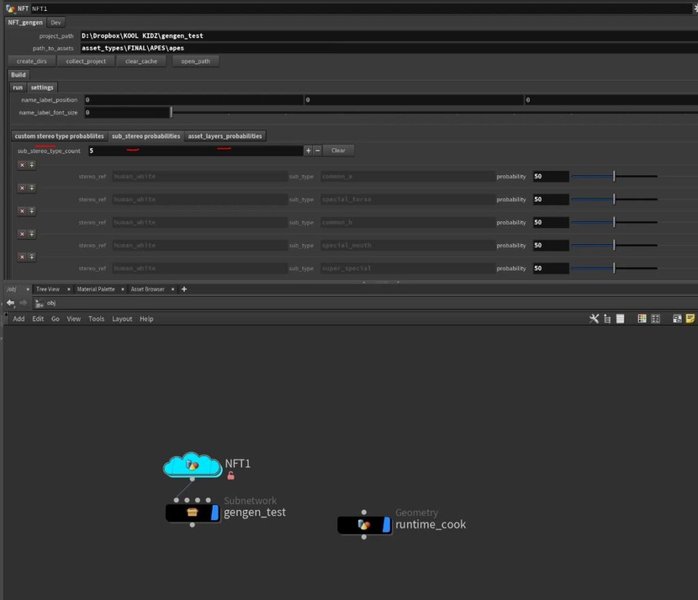 NFT NFT1
NFT_gengen Dev
project_path D:\Dropbox\KOOL KIDZ\gengen_test
path_to_assets asset_types\FINAL\APES\apes
create_dirs collect_project clear_cache open_path
Build
run settings
name_label_position 0 0 0
name_label_font_size 0
custom stereo type probabliites sub_stereo probabilities asset_layers_probabilities
sub_stereo_type_count 5 + − Clear
stereo_ref human_white sub_type common_a probability 50
stereo_ref human_white sub_type special_torso probability 50
stereo_ref human_white sub_type common_b probability 50
stereo_ref human_white sub_type special_mouth probability 50
stereo_ref human_white sub_type super_special probability 50
/obj × Tree View × Material Palette × Asset Browser × +
obj
Add Edit Go View Tools Layout Help
NFT1
Subnetwork
gengen_test
Geometry
runtime_cook